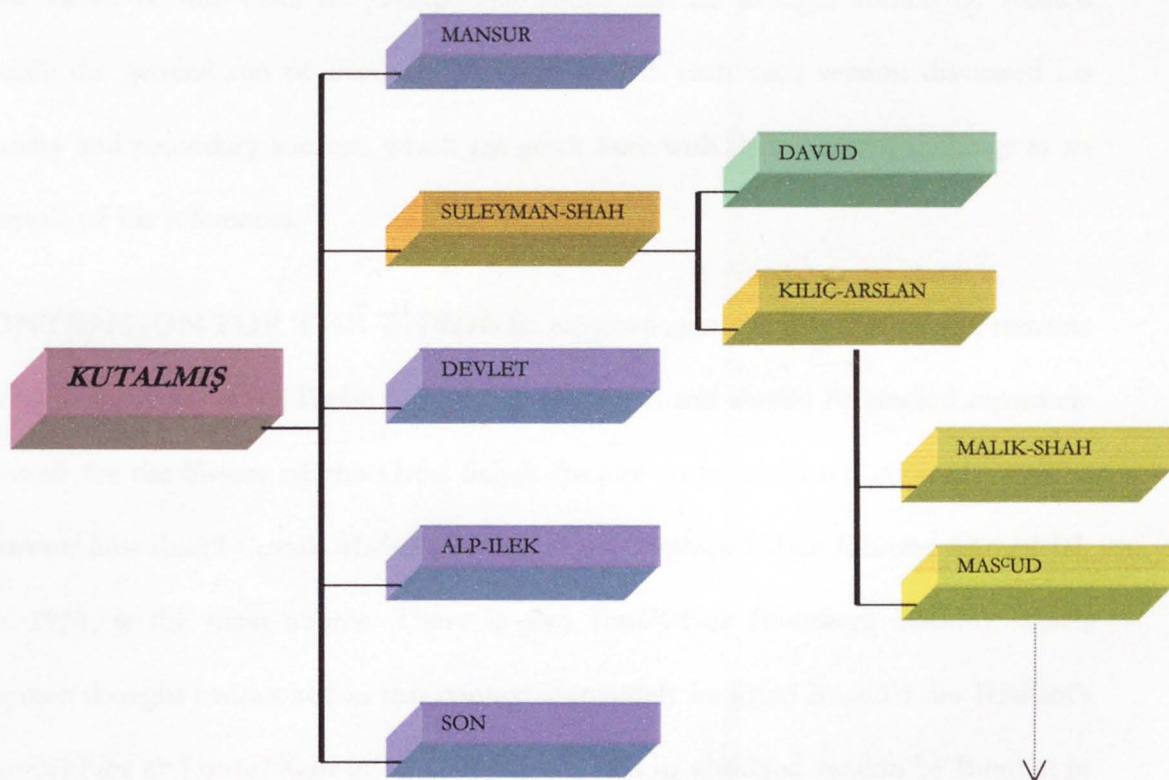 MANSUR
SULEYMAN-SHAH
DAVUD
KILIÇ-ARSLAN
KUTALMIŞ
DEVLET
MALIK-SHAH
ALP-ILEK
MASᶜUD
SON